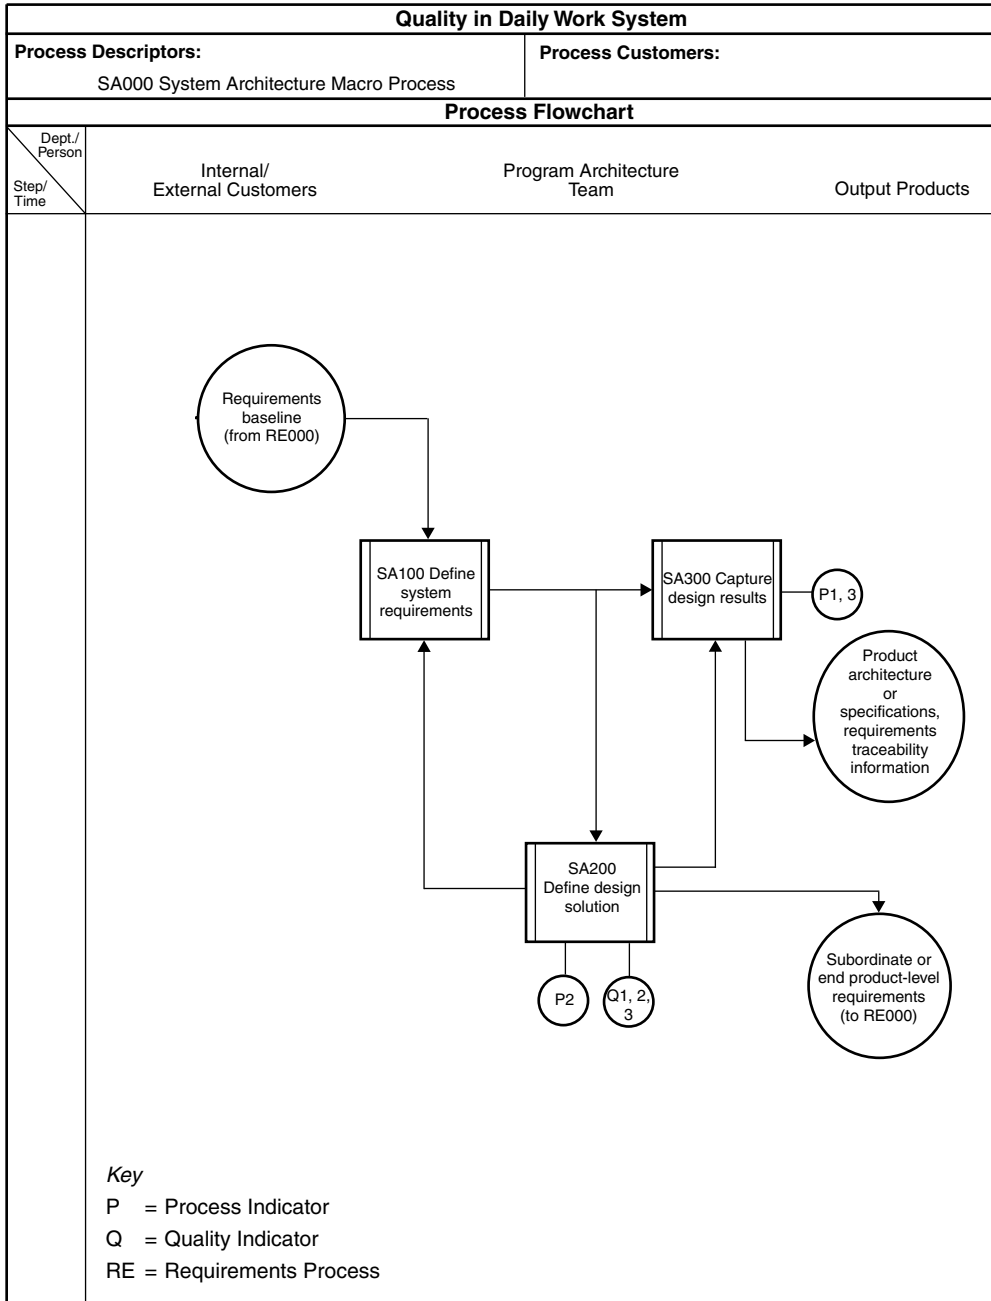 Quality in Daily Work System
Process Descriptors:
SA000 System Architecture Macro Process
Process Customers:
Process Flowchart
Dept./
Person
Step/
Time
Internal/
External Customers
Program Architecture
Team
Output Products
Requirements
baseline
(from RE000)
SA100 Define
system
requirements
SA300 Capture
design results
P1, 3
Product
architecture
or
specifications,
requirements
traceability
information
SA200
Define design
solution
P2
Q1, 2,
3
Subordinate or
end product-level
requirements
(to RE000)
Key
P = Process Indicator
Q = Quality Indicator
RE = Requirements Process